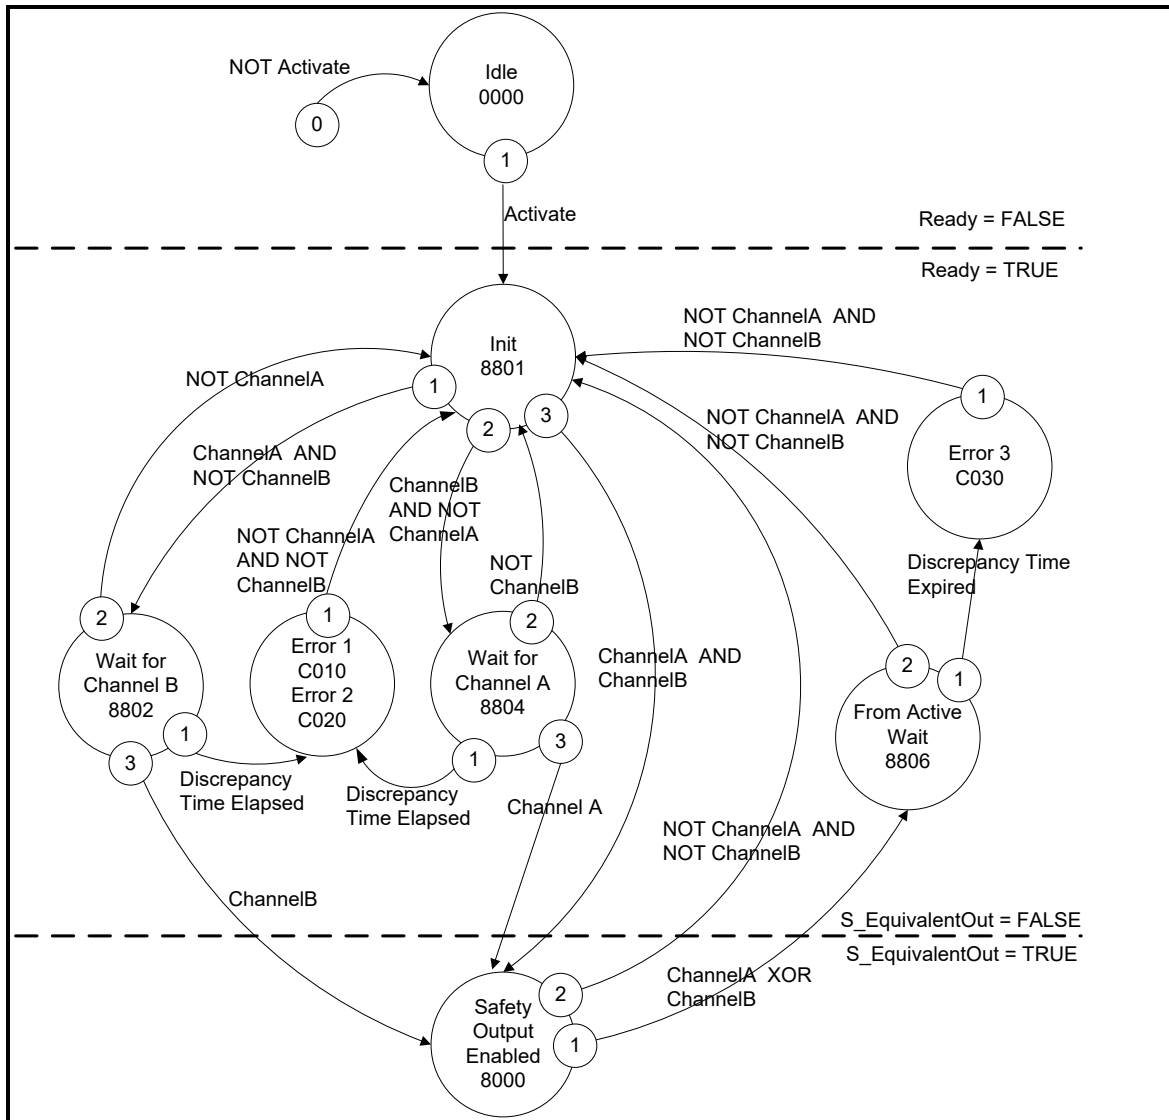 NOT Activate
Idle
0000
0
1
Activate
Ready = FALSE
Ready = TRUE
NOT ChannelA  AND
NOT ChannelB
Init
8801
NOT ChannelA
1
2
3
1
NOT ChannelA  AND
NOT ChannelB
Error 3
C030
ChannelA  AND
NOT ChannelB
ChannelB
AND NOT
ChannelA
NOT ChannelA
AND NOT
ChannelB
NOT
ChannelB
Discrepancy Time
Expired
2
Wait for
Channel B
8802
1
3
1
Error 1
C010
Error 2
C020
2
Wait for
Channel A
8804
1
3
ChannelA  AND
ChannelB
2
1
From Active
Wait
8806
Discrepancy
Time Elapsed
Discrepancy
Time Elapsed
Channel A
NOT ChannelA  AND
NOT ChannelB
ChannelB
S_EquivalentOut = FALSE
S_EquivalentOut = TRUE
ChannelA  XOR
ChannelB
Safety
Output
Enabled
8000
2
1